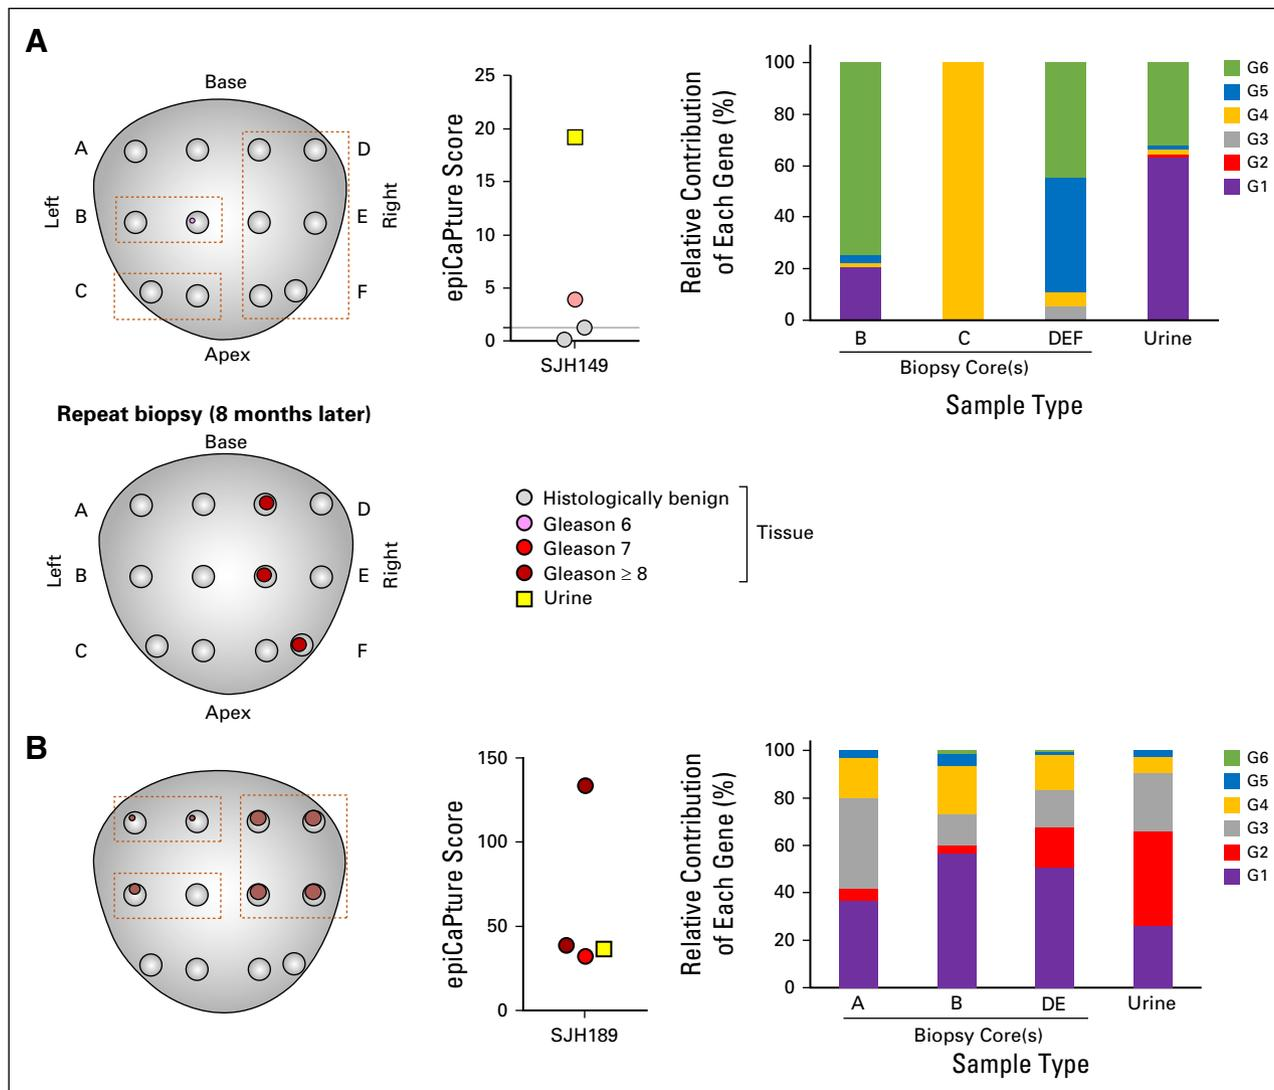 A
Base
A
D
Left
B
E
Right
C
F
Apex
epiCaPture Score
25
20
15
10
5
0
SJH149
Relative Contribution
of Each Gene (%)
100
80
60
40
20
0
B
C
DEF
Urine
Biopsy Core(s)
Sample Type
G6
G5
G4
G3
G2
G1
Repeat biopsy (8 months later)
Base
A
D
Left
B
E
Right
C
F
Apex
Histologically benign
Gleason 6
Gleason 7
Gleason ≥ 8
Urine
Tissue
B
epiCaPture Score
150
100
50
0
SJH189
Relative Contribution
of Each Gene (%)
100
80
60
40
20
0
A
B
DE
Urine
Biopsy Core(s)
Sample Type
G6
G5
G4
G3
G2
G1